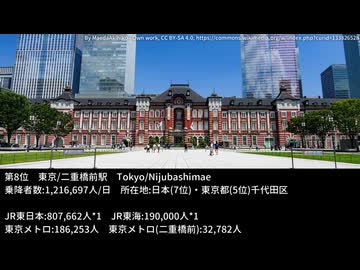 By MaedaAkihiko - Own work, CC BY-SA 4.0, https://commons.wikimedia.org/w/index.php?curid=133826528
第8位　東京/二重橋前駅　Tokyo/Nijubashimae
乗降者数:1,216,697人/日　所在地:日本(7位)・東京都(5位)千代田区
JR東日本:807,662人*1　JR東海:190,000人*1
東京メトロ:186,253人　東京メトロ(二重橋前):32,782人